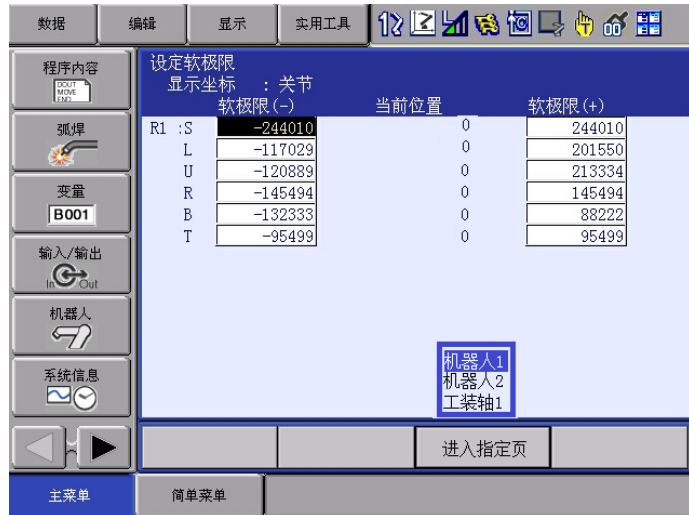 数据 编辑 显示 实用工具
程序内容
DOUT
MOVE
END
弧焊
变量
B001
输入/输出
In Out
机器人
系统信息
设定软极限
显示坐标 : 关节
软极限(-) 当前位置 软极限(+)
R1 :S -244010 0 244010
L -117029 0 201550
U -120889 0 213334
R -145494 0 145494
B -132333 0 88222
T -95499 0 95499
机器人1
机器人2
工装轴1
进入指定页
主菜单 简单菜单